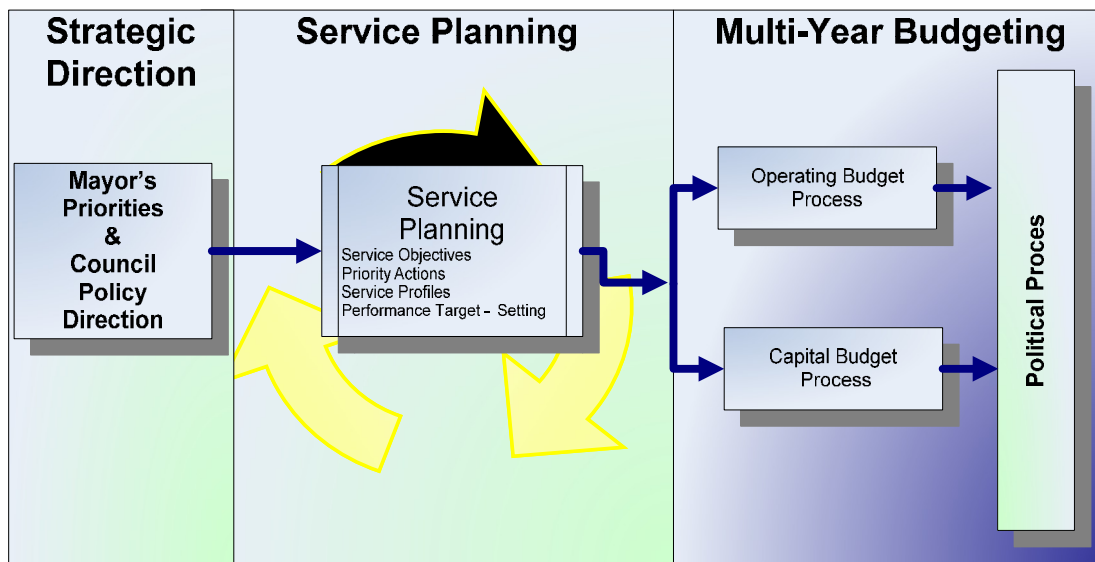 Strategic
Direction
Service Planning
Multi-Year Budgeting
Mayor's
Priorities
&
Council
Policy
Direction
Service
Planning
Service Objectives
Priority Actions
Service Profiles
Performance Target – Setting
Operating Budget
Process
Capital Budget
Process
Political Proces